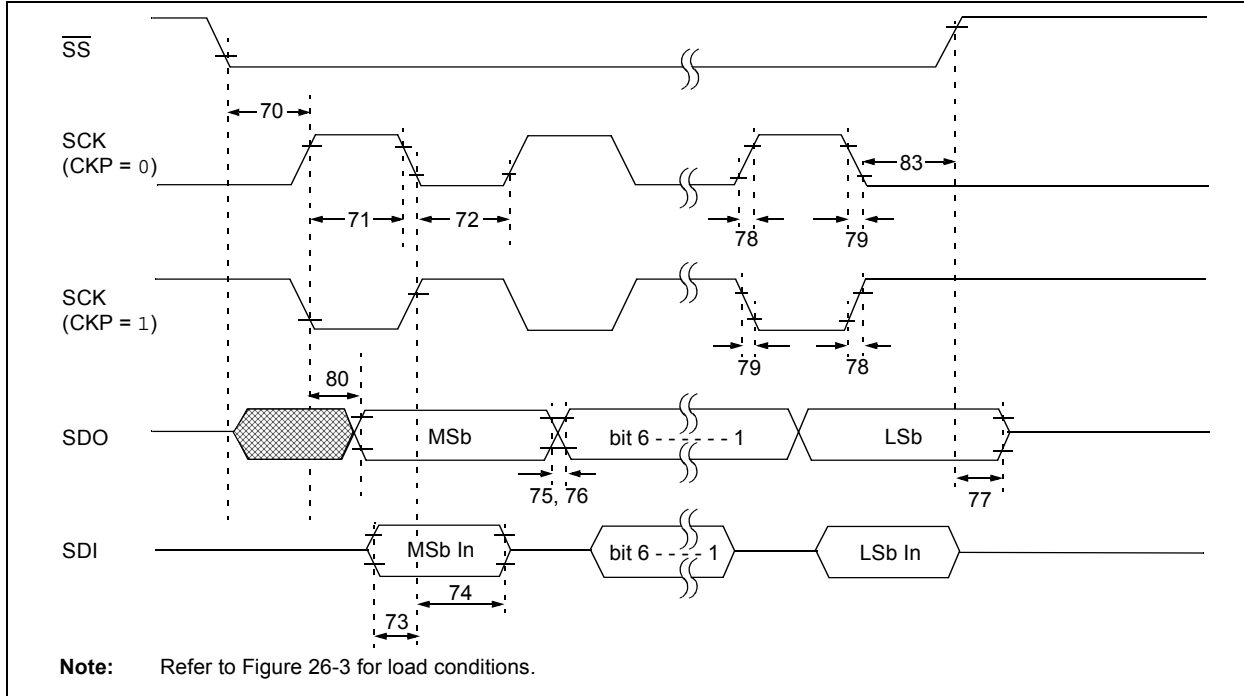 SS
70
SCK
(CKP = 0)
83
71
72
78
79
SCK
(CKP = 1)
79
78
80
SDO
MSb
bit 6 - - - - - - 1
LSb
75, 76
77
SDI
MSb In
bit 6 - - - - 1
LSb In
74
73
Note: Refer to Figure 26-3 for load conditions.